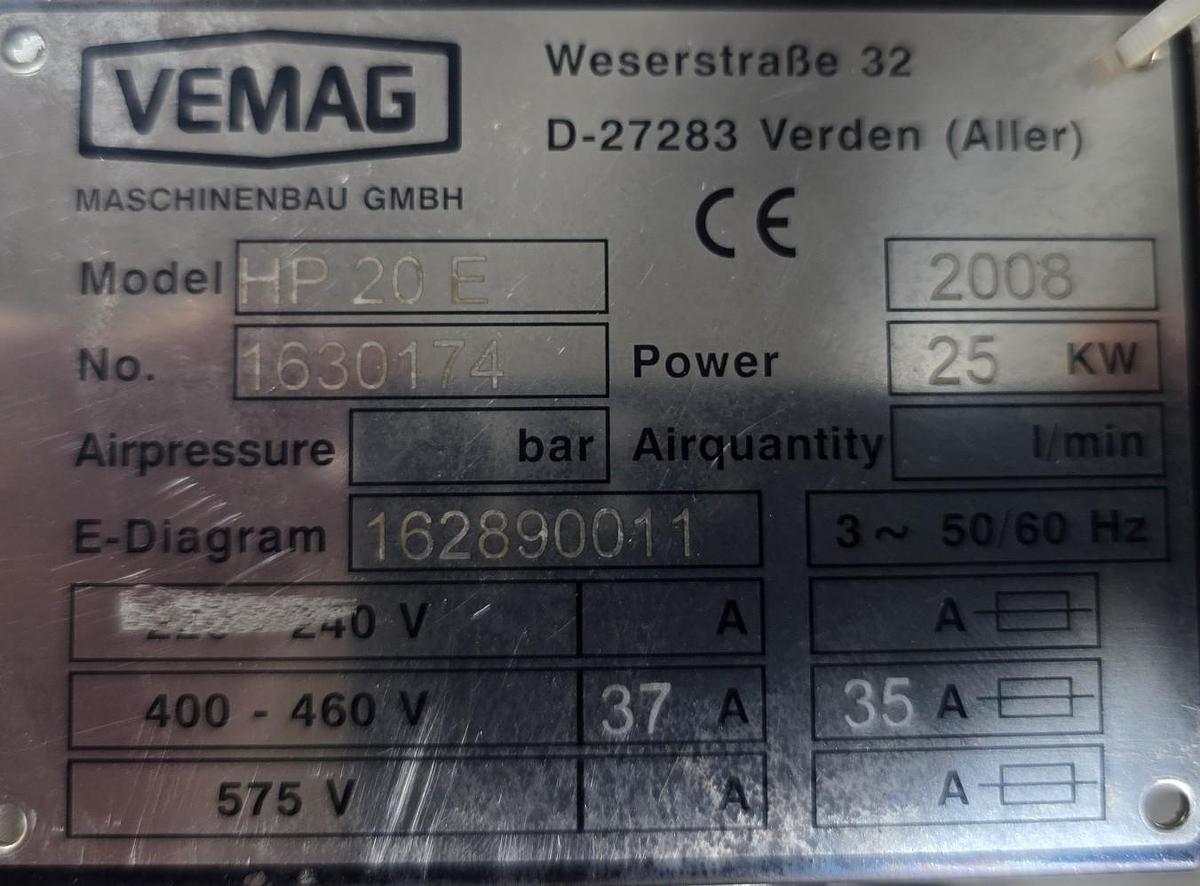 VEMAG
MASCHINENBAU GMBH
Weserstraße 32
D-27283 Verden (Aller)
CE
Model HP 20 E 2008
No. 1630174 Power 25 KW
Airpressure bar Airquantity l/min
E-Diagram 162890011 3~ 50/60 Hz
240 V A A
400 - 460 V 37 A 35 A
575 V A A